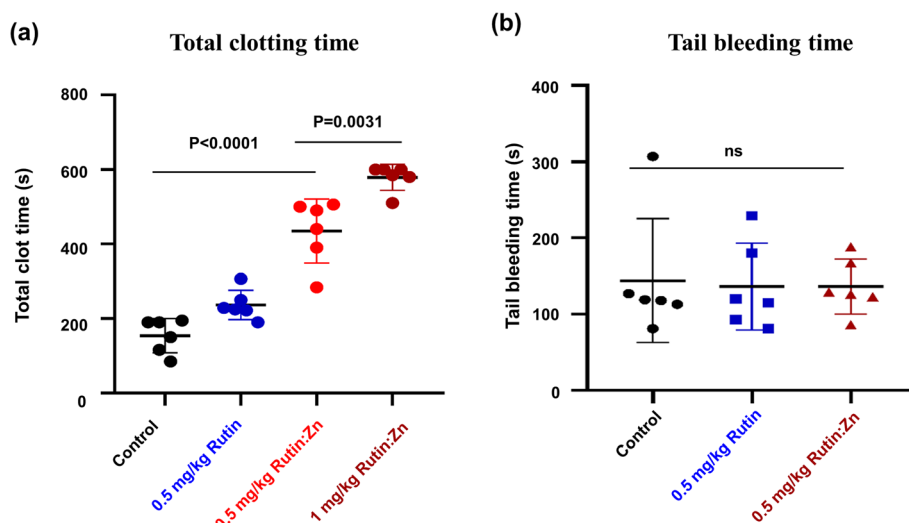 (a)
Total clotting time
Total clot time (s)
800
600
400
200
0
P<0.0001
P=0.0031
Control
0.5 mg/kg Rutin
0.5 mg/kg Rutin:Zn
1 mg/kg Rutin:Zn
(b)
Tail bleeding time
Tail bleeding time (s)
400
300
200
100
0
ns
Control
0.5 mg/kg Rutin
0.5 mg/kg Rutin:Zn